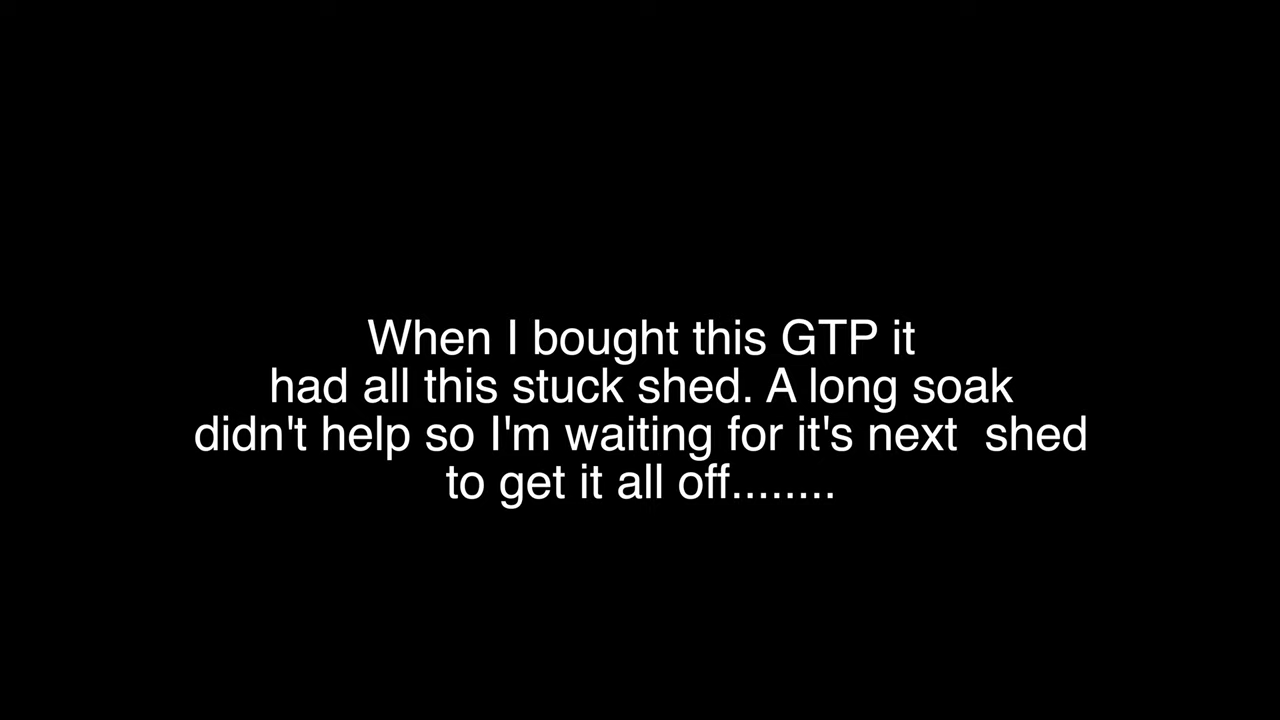 When I bought this GTP it
had all this stuck shed. A long soak
didn't help so I'm waiting for it's next  shed
to get it all off........